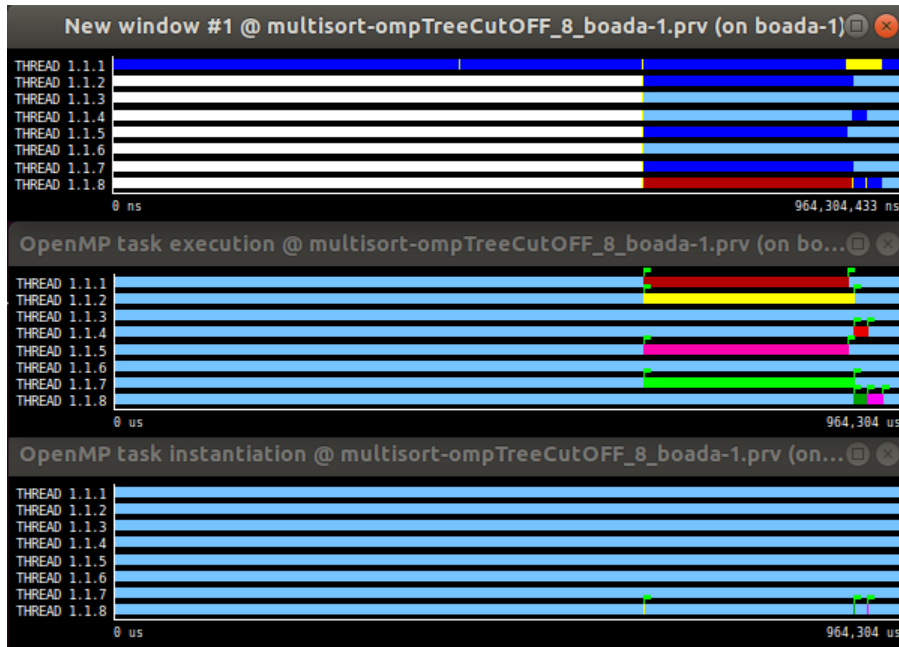 New window #1 @ multisort-ompTreeCutOFF_8_boada-1.prv (on boada-1)
THREAD 1.1.1
THREAD 1.1.2
THREAD 1.1.3
THREAD 1.1.4
THREAD 1.1.5
THREAD 1.1.6
THREAD 1.1.7
THREAD 1.1.8
0 ns 964,304,433 ns
OpenMP task execution @ multisort-ompTreeCutOFF_8_boada-1.prv (on bo...
THREAD 1.1.1
THREAD 1.1.2
THREAD 1.1.3
THREAD 1.1.4
THREAD 1.1.5
THREAD 1.1.6
THREAD 1.1.7
THREAD 1.1.8
0 us 964,304 us
OpenMP task instantiation @ multisort-ompTreeCutOFF_8_boada-1.prv (on...
THREAD 1.1.1
THREAD 1.1.2
THREAD 1.1.3
THREAD 1.1.4
THREAD 1.1.5
THREAD 1.1.6
THREAD 1.1.7
THREAD 1.1.8
0 us 964,304 us